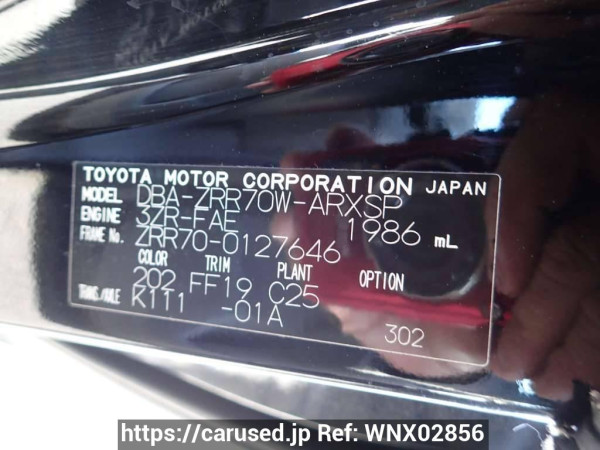 TOYOTA MOTOR CORPORATION JAPAN
MODEL DBA-ZRR70W-ARXSP
ENGINE 3ZR-FAE 1986 mL
FRAME No. ZRR70-0127646
COLOR TRIM PLANT OPTION
202 FF19 C25
TRNS./AXLE K111 -01A
302
https://carused.jp Ref: WNX02856